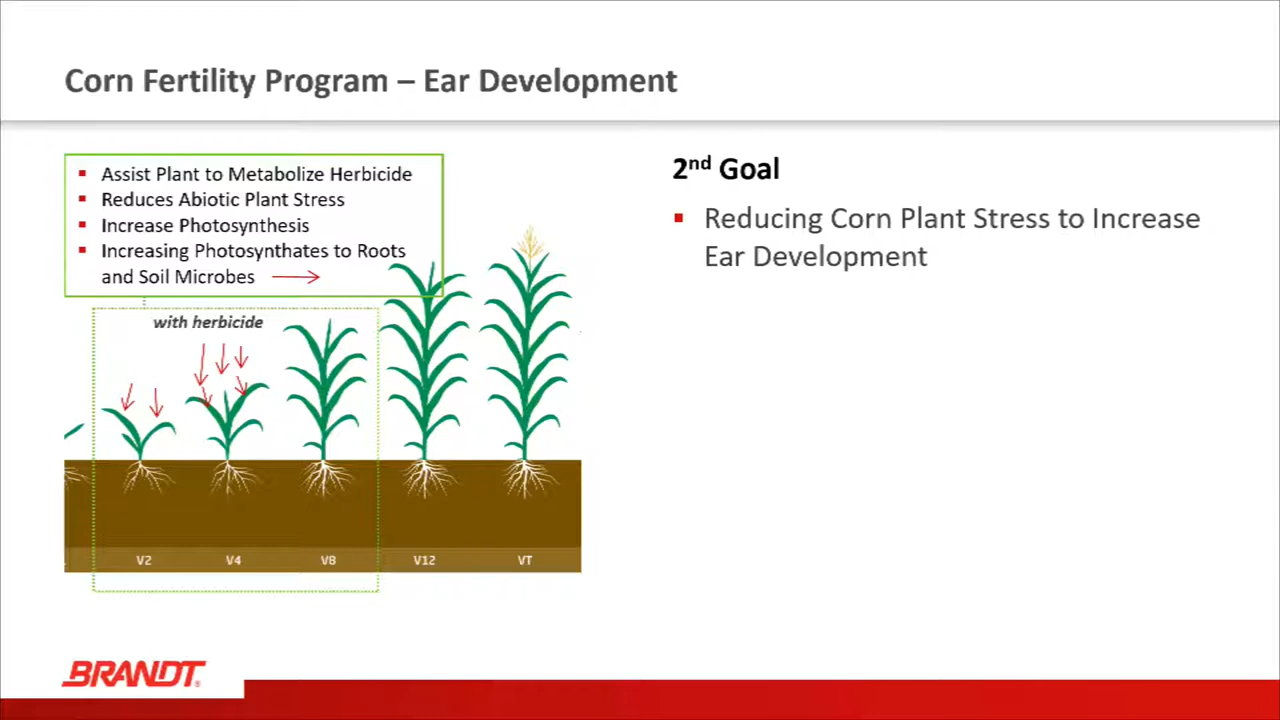 Corn Fertility Program – Ear Development
Assist Plant to Metabolize Herbicide
Reduces Abiotic Plant Stress
Increase Photosynthesis
Increasing Photosynthates to Roots
and Soil Microbes
with herbicide
V2
V4
V8
V12
VT
2nd Goal
Reducing Corn Plant Stress to Increase
Ear Development
BRANDT